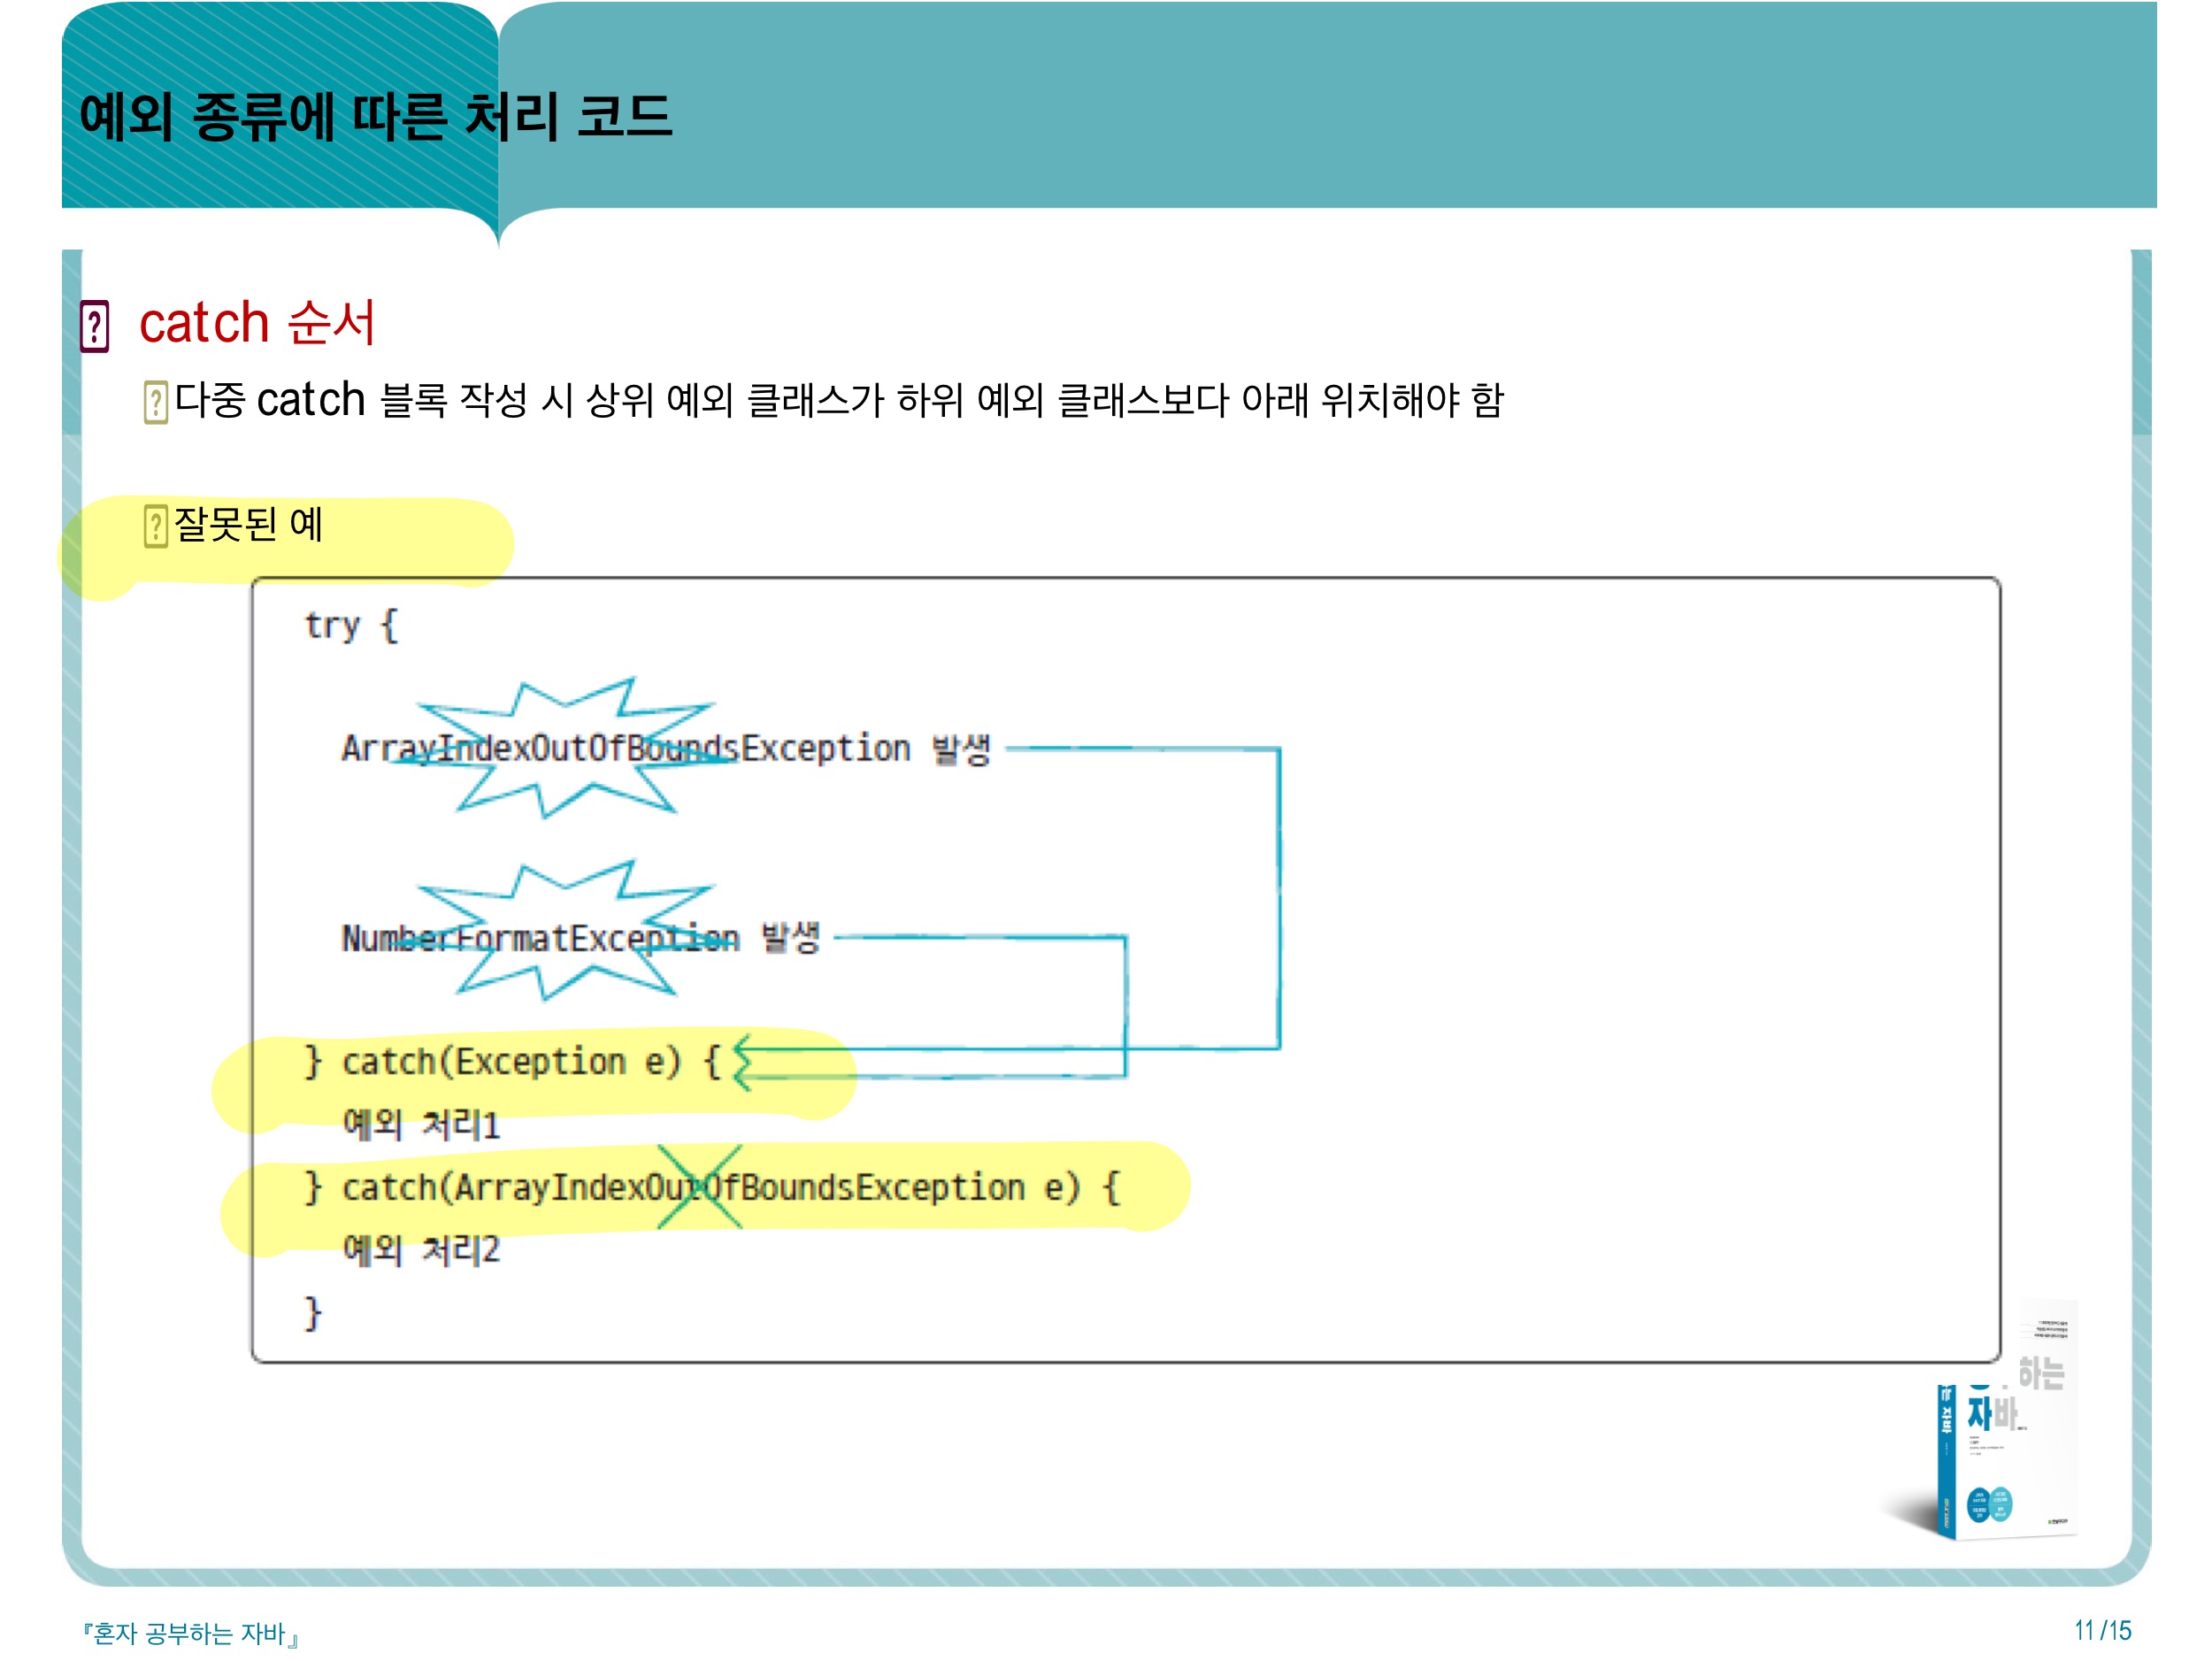 예외 종류에 따른 처리 코드
catch 순서
다중 catch 블록 작성 시 상위 예외 클래스가 하위 예외 클래스보다 아래 위치해야 함
잘못된 예
try {
ArrayIndexOutOfBoundsException 발생
NumberFormatException 발생
} catch(Exception e) {
예외 처리1
} catch(ArrayIndexOutOfBoundsException e) {
예외 처리2
}
하는
자바
는 자바
『혼자 공부하는 자바』
11/15